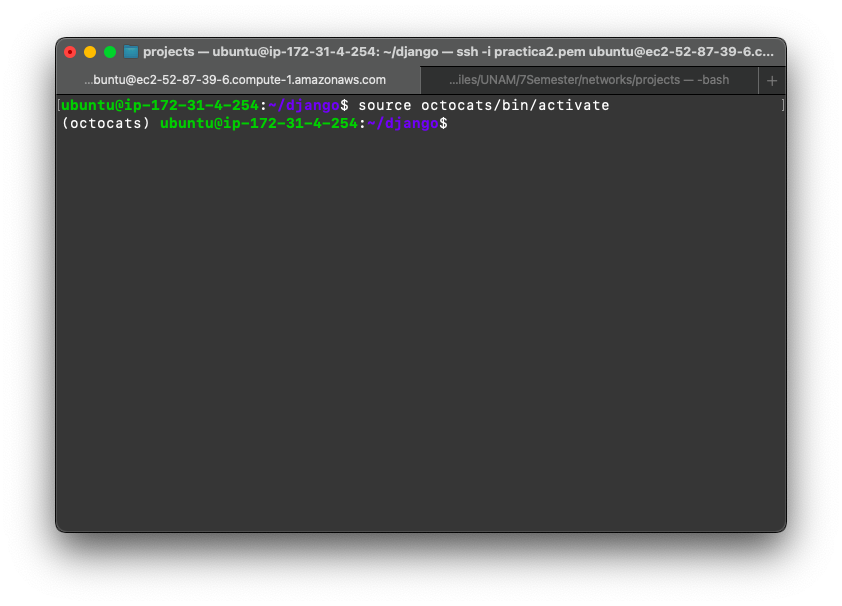 projects — ubuntu@ip-172-31-4-254: ~/django — ssh -i practica2.pem ubuntu@ec2-52-87-39-6.c...
...buntu@ec2-52-87-39-6.compute-1.amazonaws.com
...iles/UNAM/7Semester/networks/projects — -bash
+
[ubuntu@ip-172-31-4-254:~/django$ source octocats/bin/activate ]
(octocats) ubuntu@ip-172-31-4-254:~/django$